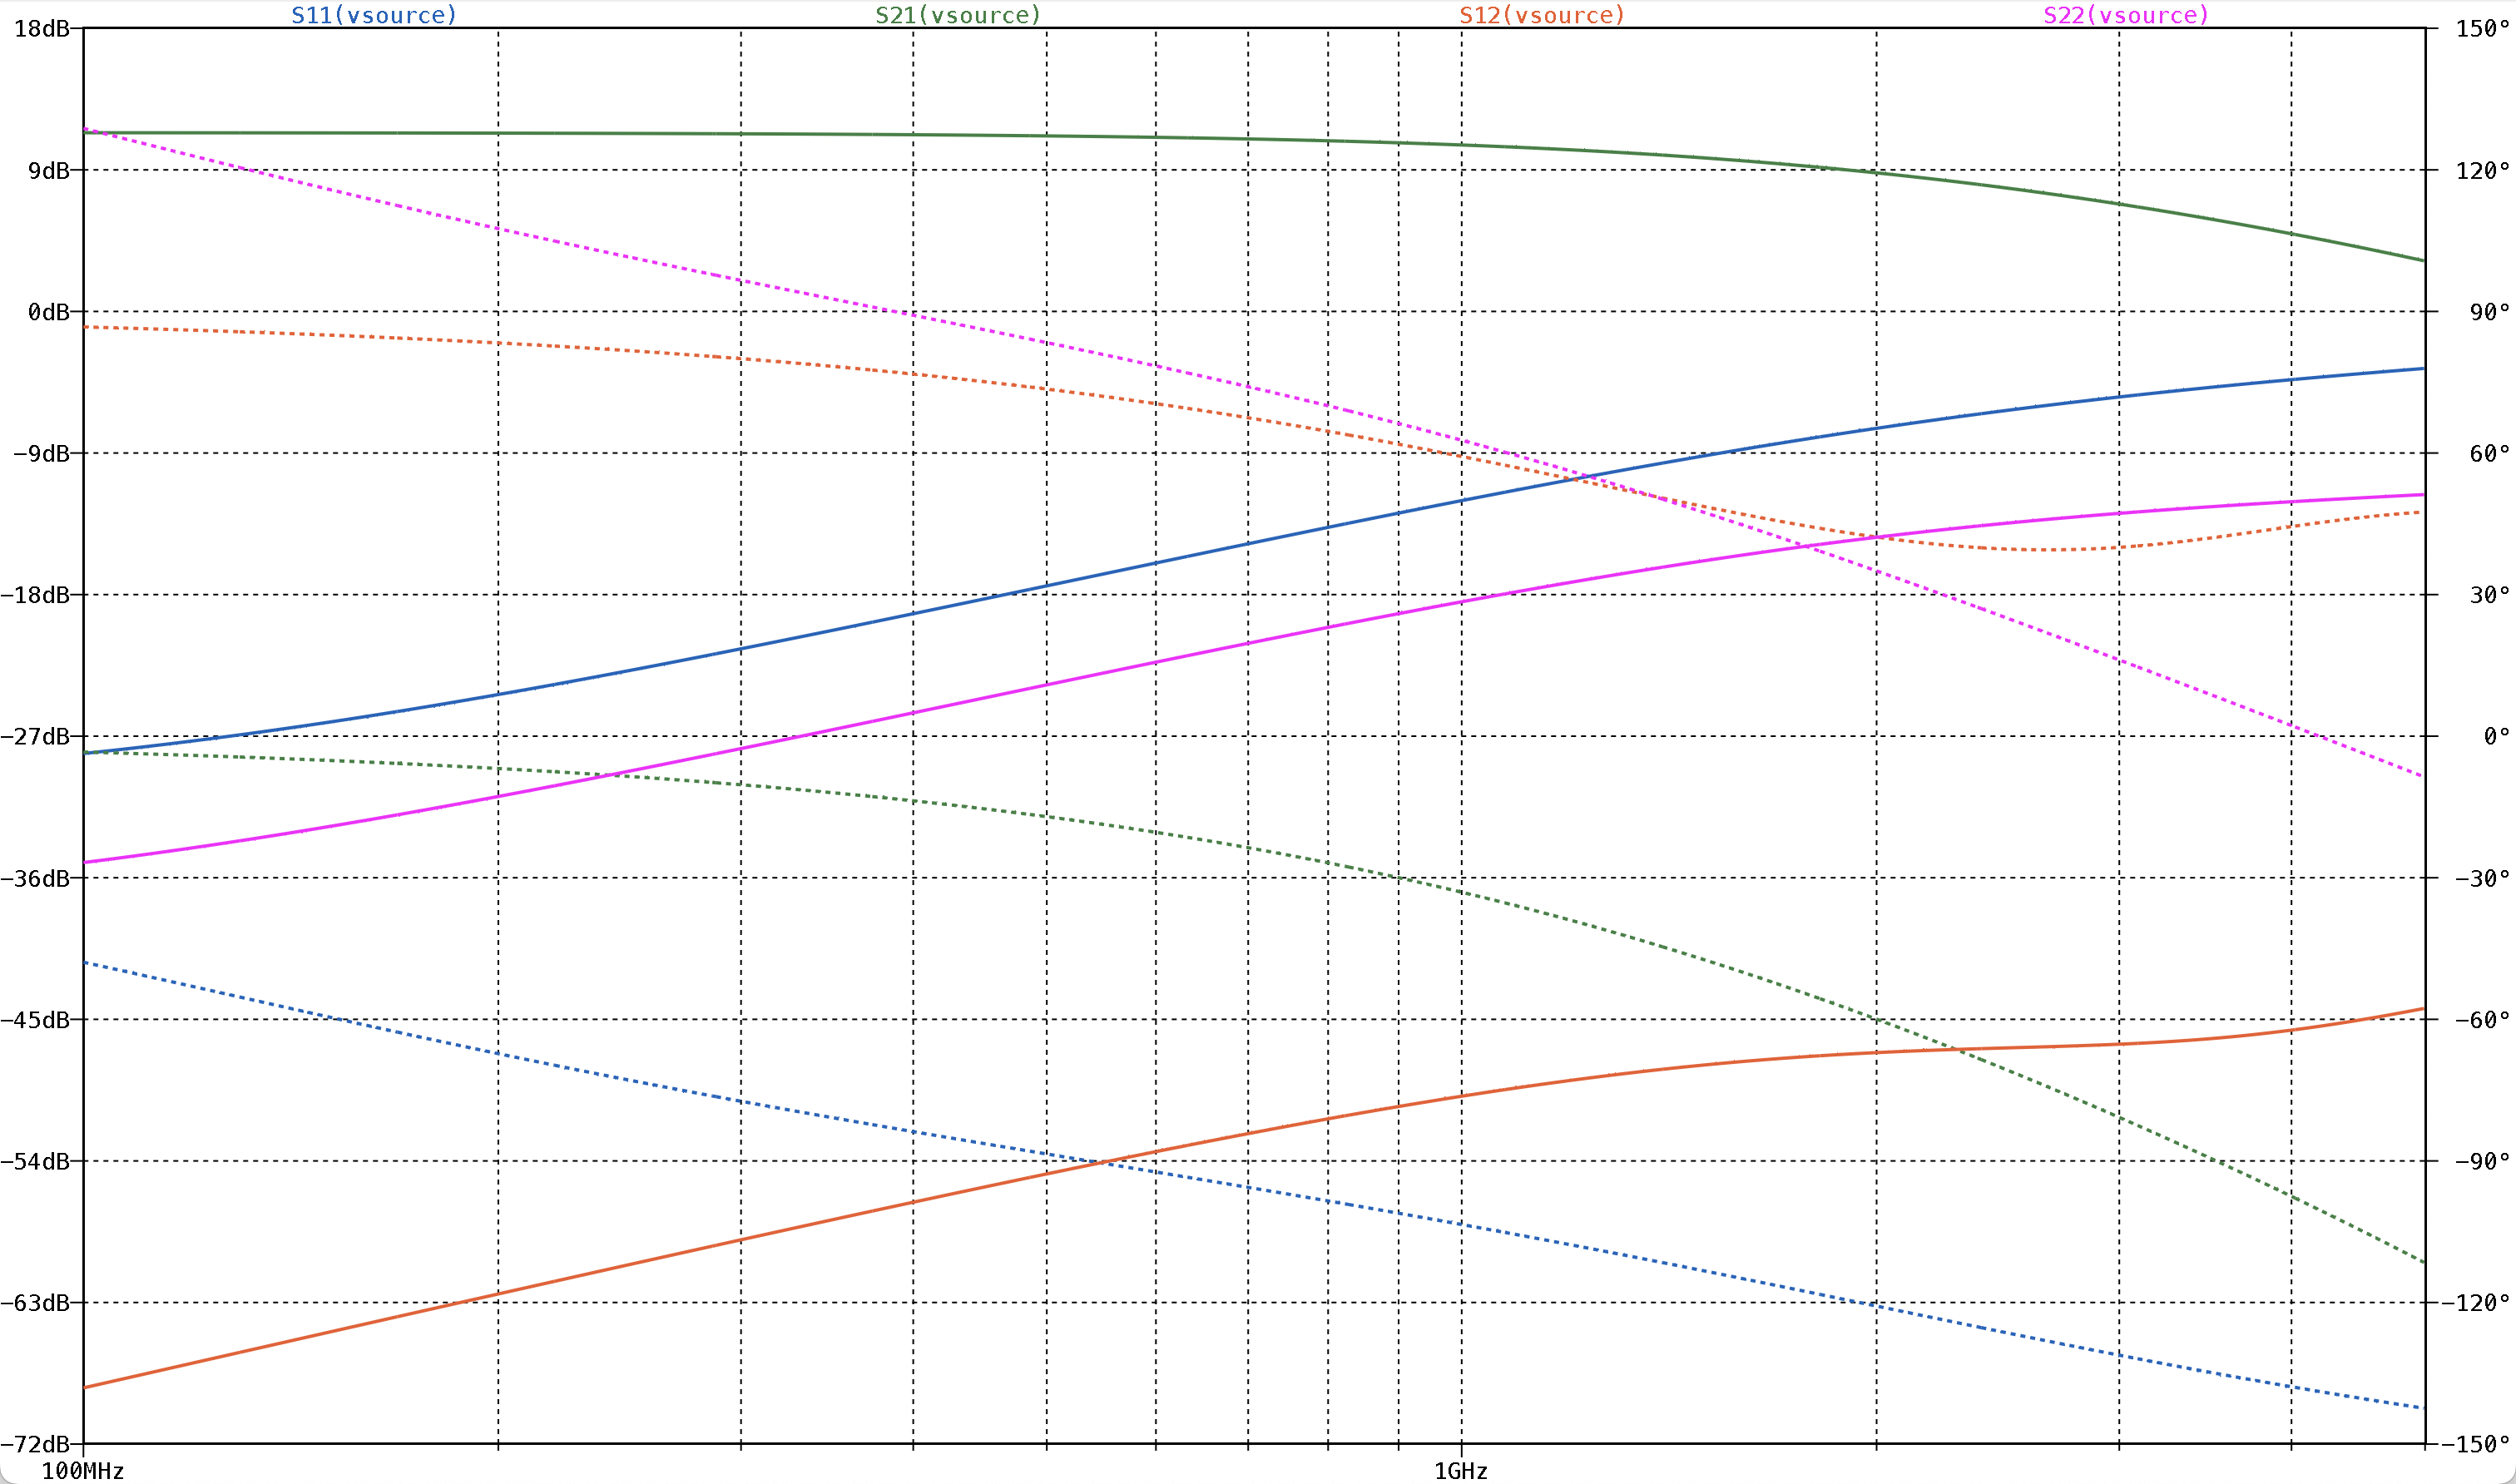 S11(vsource) S21(vsource) S12(vsource) S22(vsource)
18dB 150°
9dB 120°
0dB 90°
−9dB 60°
−18dB 30°
−27dB 0°
−36dB −30°
−45dB −60°
−54dB −90°
−63dB −120°
−72dB −150°
100MHz 1GHz